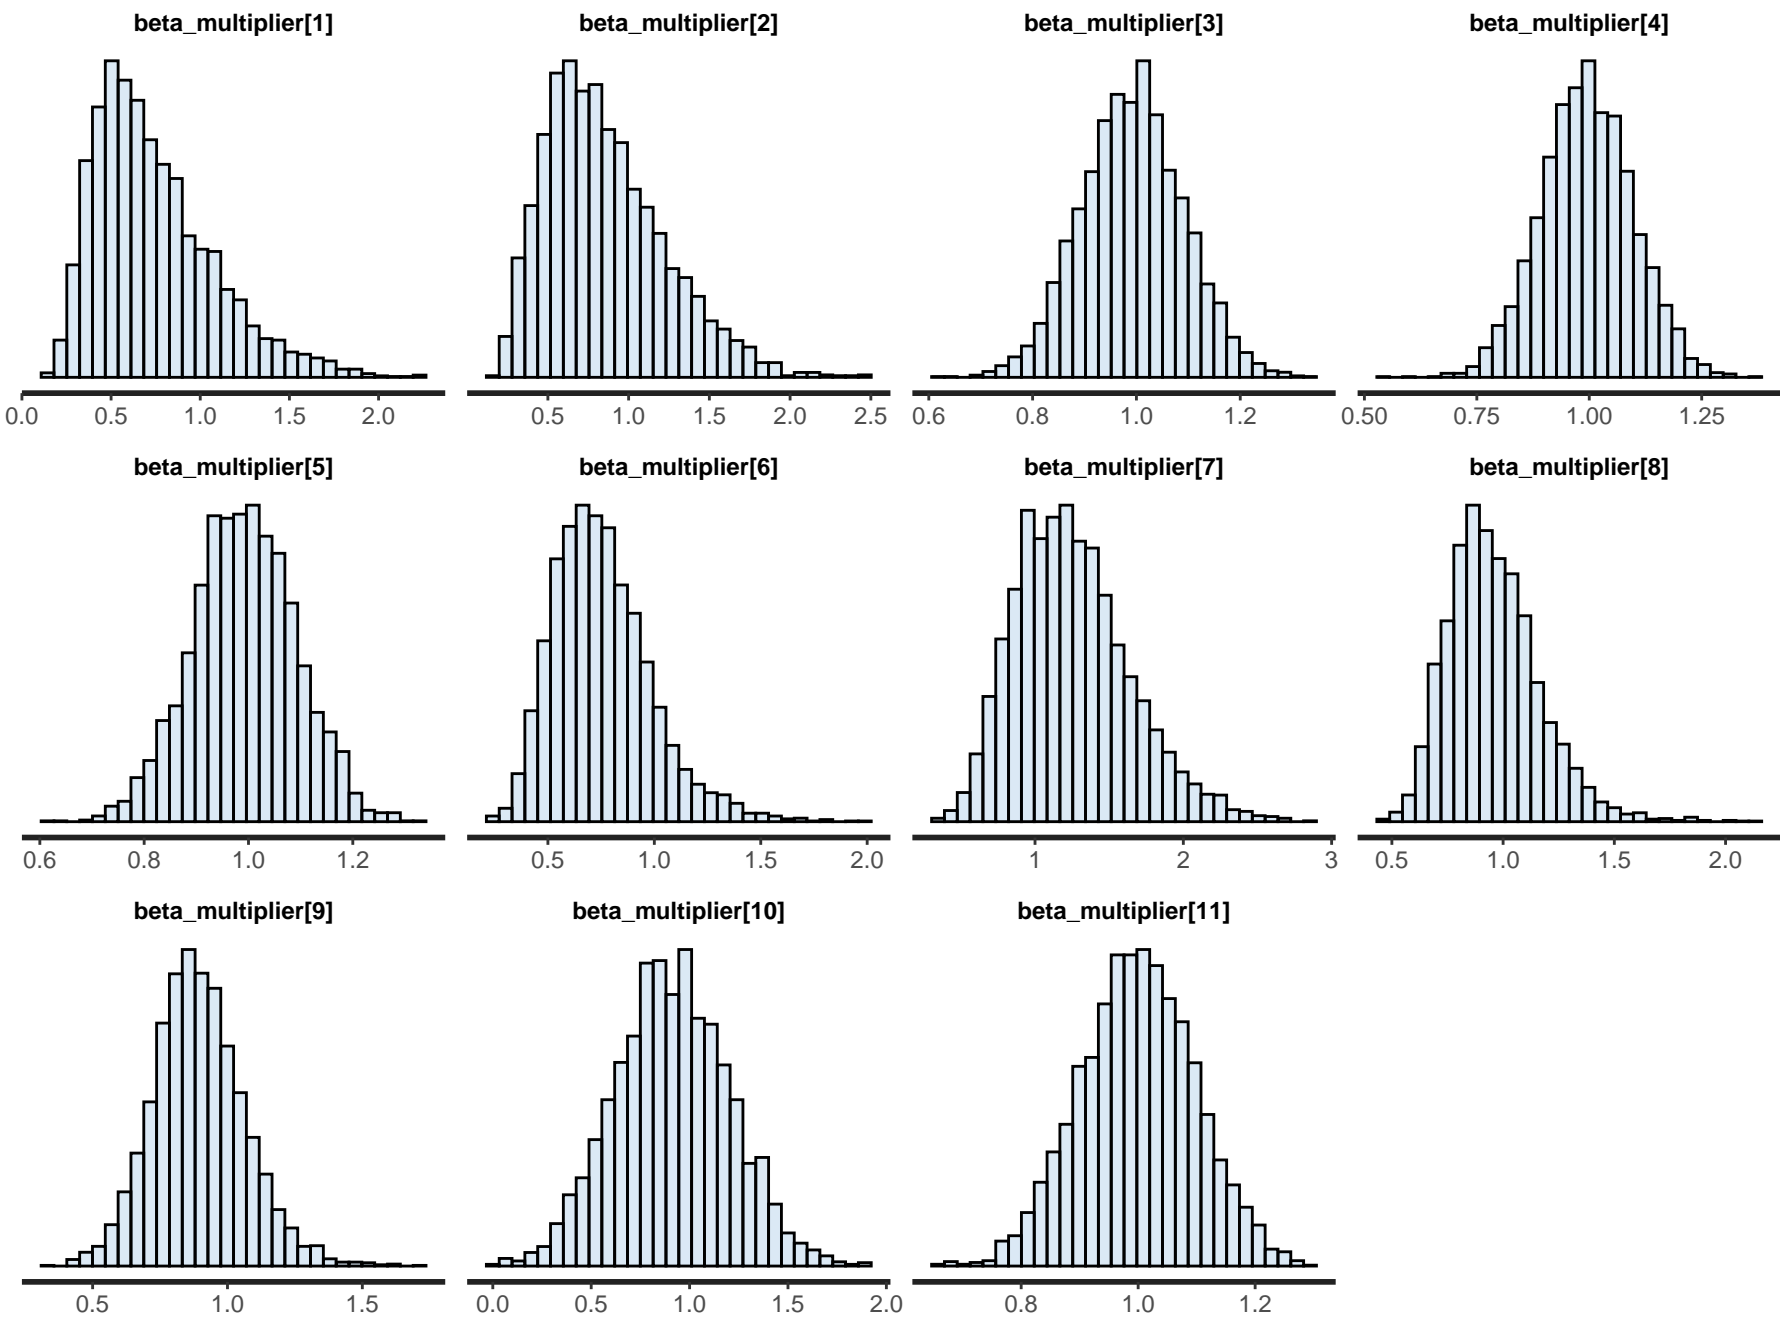 beta_multiplier[1] beta_multiplier[2] beta_multiplier[3] beta_multiplier[4]
0.0 0.5 1.0 1.5 2.0 0.5 1.0 1.5 2.0 2.5 0.6 0.8 1.0 1.2 0.50 0.75 1.00 1.25
beta_multiplier[5] beta_multiplier[6] beta_multiplier[7] beta_multiplier[8]
0.6 0.8 1.0 1.2 0.5 1.0 1.5 2.0 1 2 3 0.5 1.0 1.5 2.0
beta_multiplier[9] beta_multiplier[10] beta_multiplier[11]
0.5 1.0 1.5 0.0 0.5 1.0 1.5 2.0 0.8 1.0 1.2